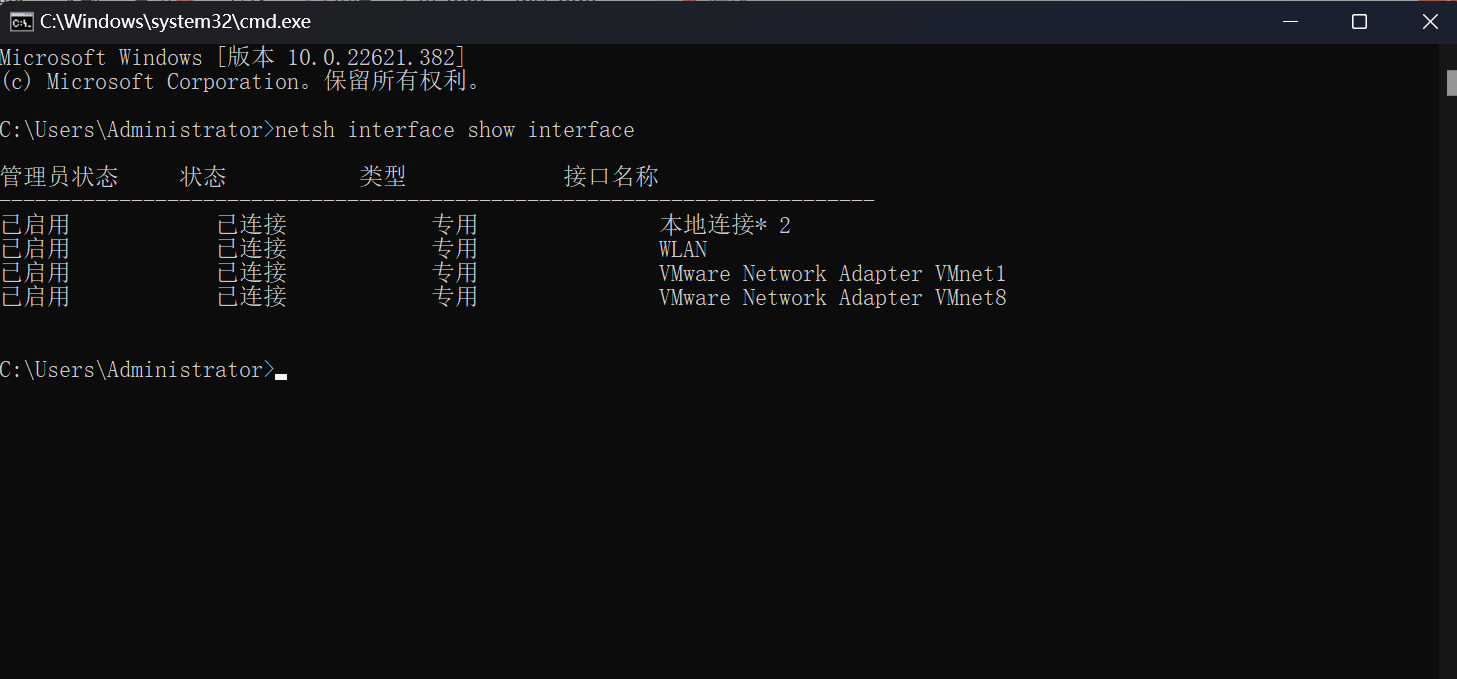 C:\Windows\system32\cmd.exe
Microsoft Windows [版本 10.0.22621.382]
(c) Microsoft Corporation。保留所有权利。
C:\Users\Administrator>netsh interface show interface
管理员状态     状态           类型             接口名称
-------------------------------------------------------------------------
已启用            已连接            专用               本地连接* 2
已启用            已连接            专用               WLAN
已启用            已连接            专用               VMware Network Adapter VMnet1
已启用            已连接            专用               VMware Network Adapter VMnet8
C:\Users\Administrator>